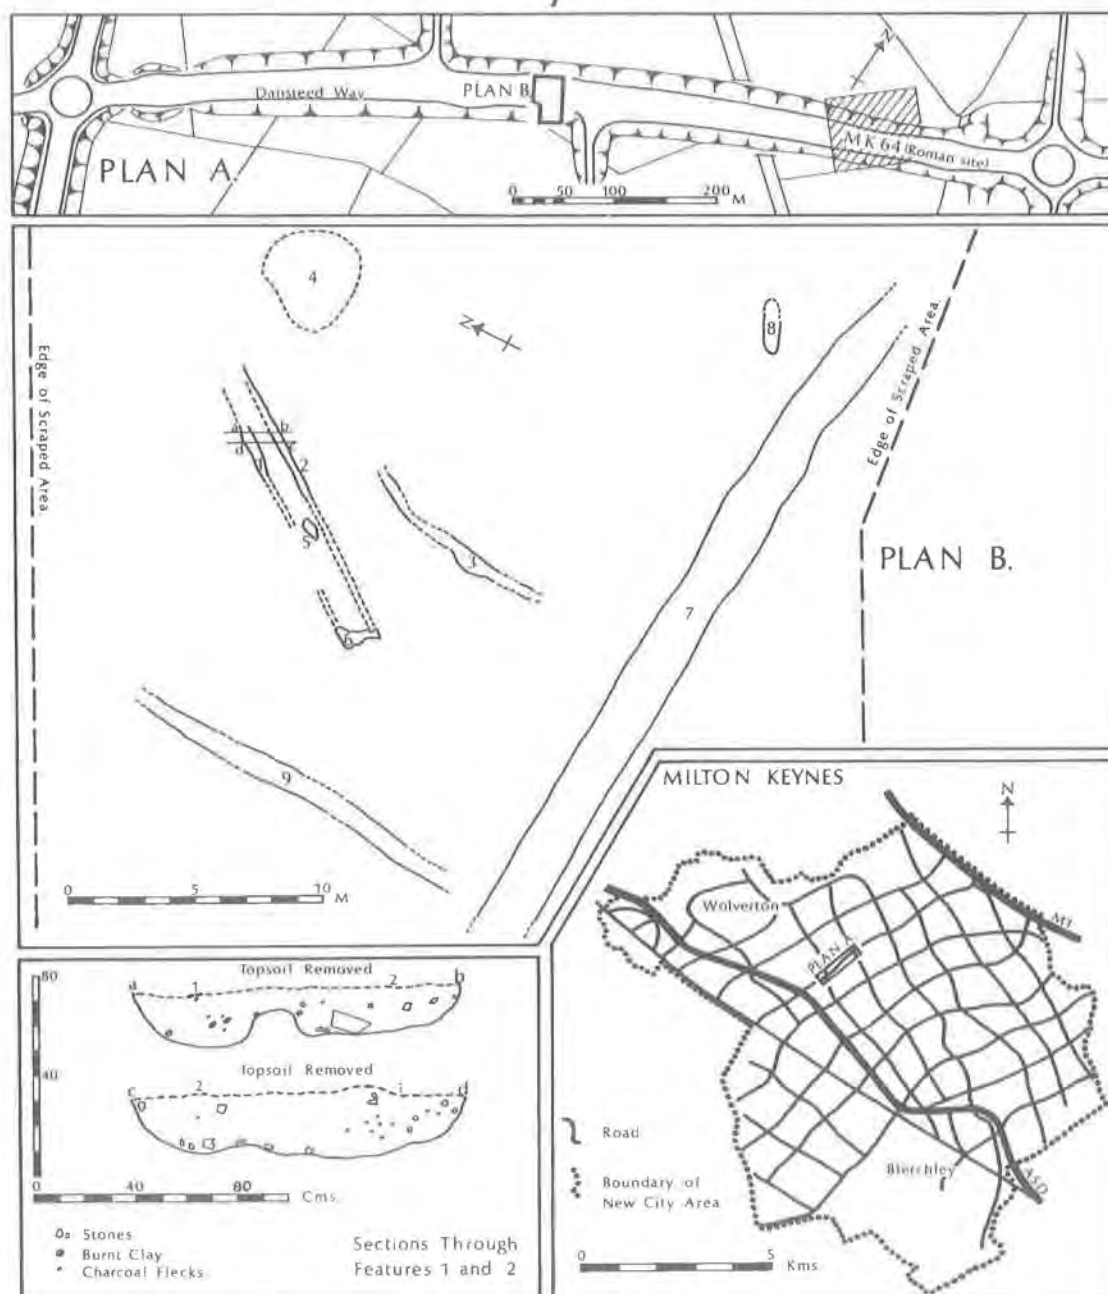 Dansteed Way
PLAN B
N
PLAN A.
MK 64 (Roman site)
0 50 100 200 M
4
N
8
Edge of Scraped Area.
Edge of Scraped Area.
a b
d c
1 2
5
3
6
7
PLAN B.
9
0 5 10 M
MILTON KEYNES
N
Wolverton
M1
PLAN A
Bletchley
A5D
Road
Boundary of
New City Area
0 5 Kms.
80
Topsoil Removed
a 1 2 b
40
Topsoil Removed
c 2 1 d
0 80 Cms.
Stones
Burnt Clay
Charcoal Flecks.
Sections Through
Features 1 and 2